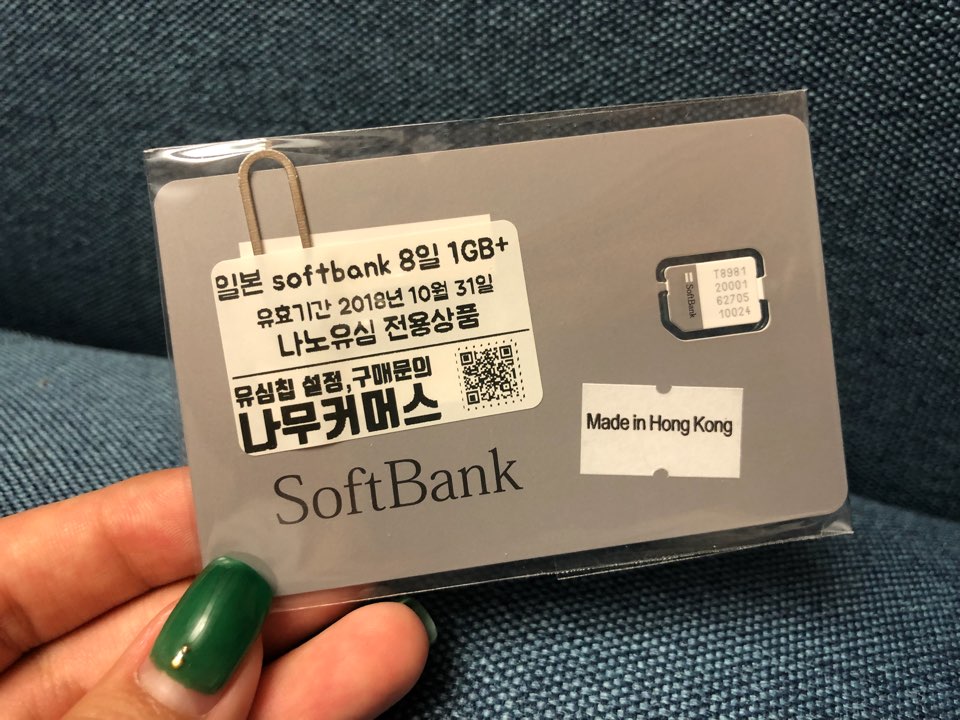 일본 softbank 8일 1GB+
유효기간 2018년 10월 31일
나노유심 전용상품
유심칩 설정,구매문의
나무커머스
SoftBank
SoftBank
T8981
20001
62705
10024
Made in Hong Kong